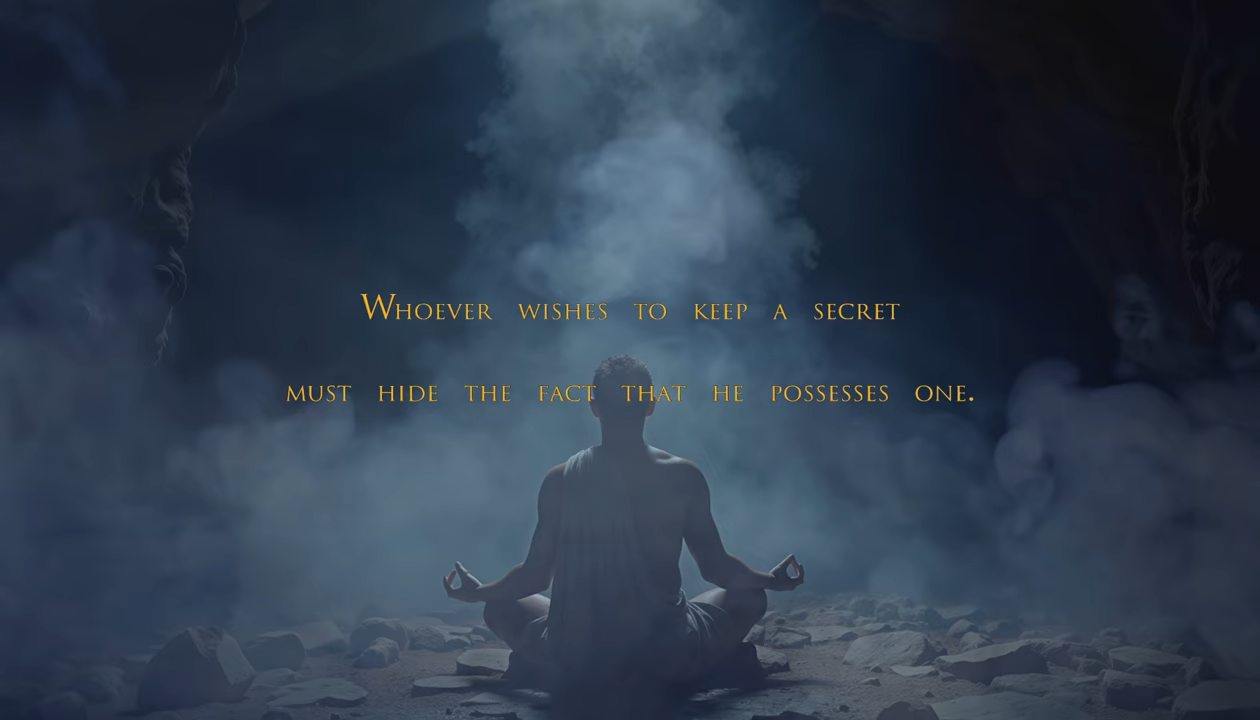 Whoever wishes to keep a secret
must hide the fact that he possesses one.